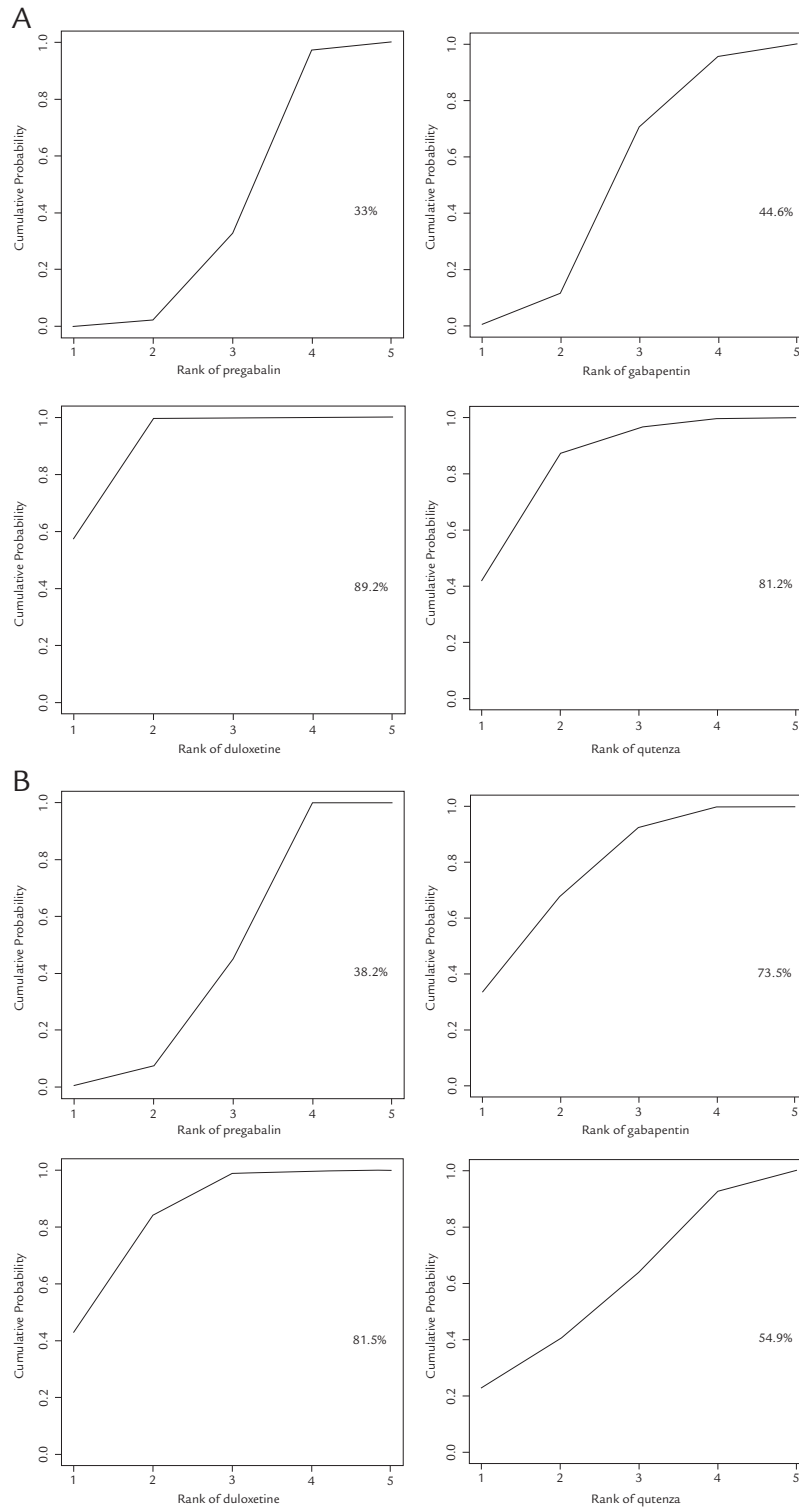 A
Cumulative Probability
1.0
0.8
0.6
0.4
0.2
0.0
33%
1 2 3 4 5
Rank of pregabalin
Cumulative Probability
1.0
0.8
0.6
0.4
0.2
0.0
44.6%
1 2 3 4 5
Rank of gabapentin
Cumulative Probability
1.0
0.8
0.6
0.4
0.2
0.0
89.2%
1 2 3 4 5
Rank of duloxetine
Cumulative Probability
1.0
0.8
0.6
0.4
0.2
0.0
81.2%
1 2 3 4 5
Rank of qutenza
B
Cumulative Probability
1.0
0.8
0.6
0.4
0.2
0.0
38.2%
1 2 3 4 5
Rank of pregabalin
Cumulative Probability
1.0
0.8
0.6
0.4
0.2
0.0
73.5%
1 2 3 4 5
Rank of gabapentin
Cumulative Probability
1.0
0.8
0.6
0.4
0.2
0.0
81.5%
1 2 3 4 5
Rank of duloxetine
Cumulative Probability
1.0
0.8
0.6
0.4
0.2
0.0
54.9%
1 2 3 4 5
Rank of qutenza